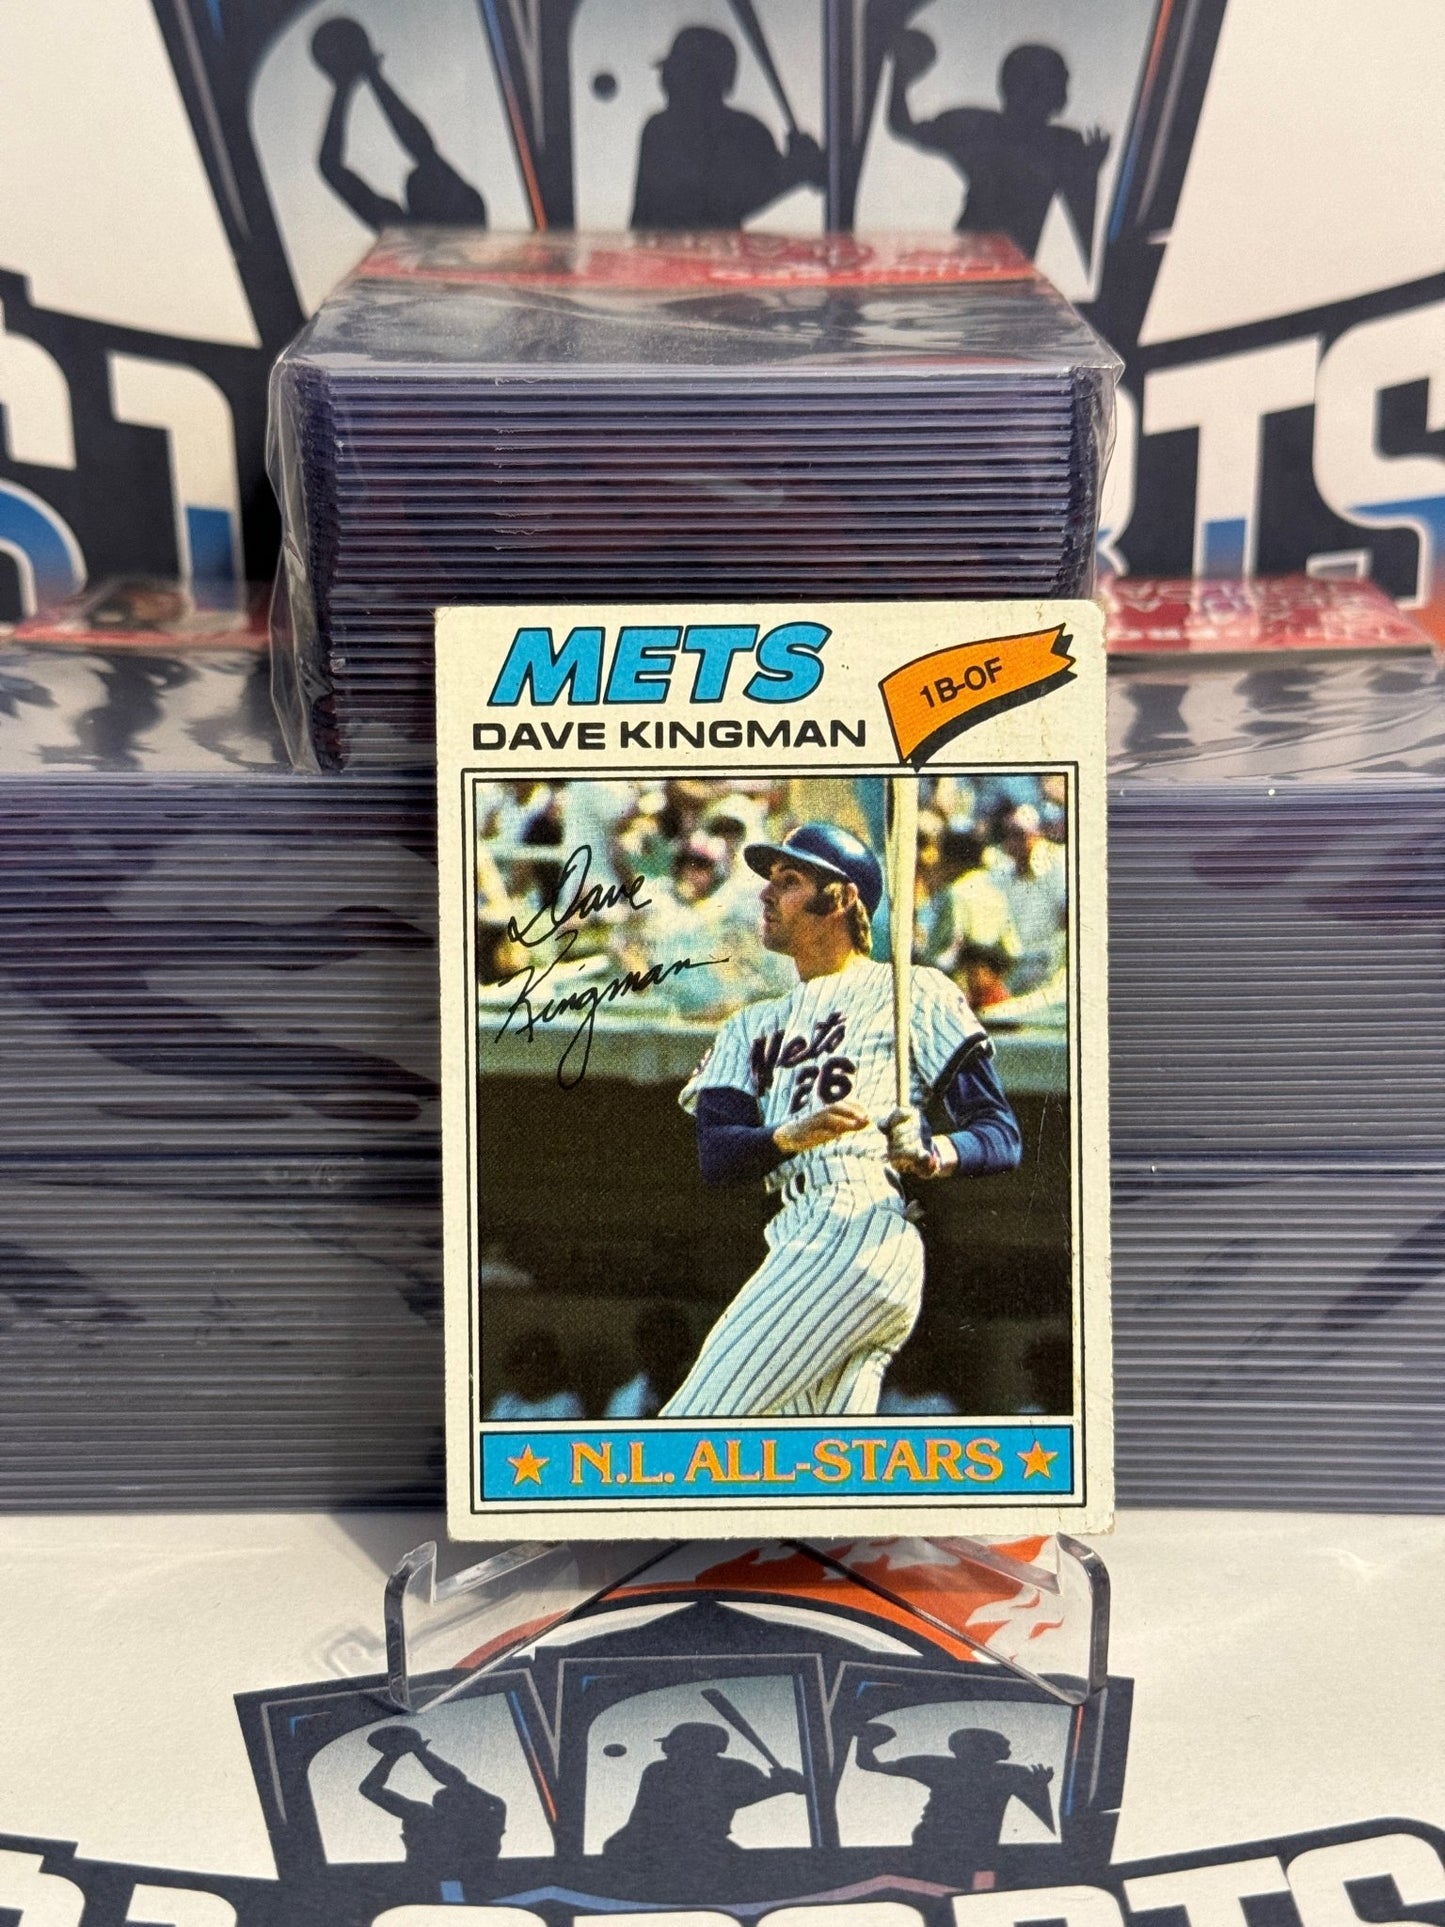 METS
DAVE KINGMAN
1B-OF
Dave
Kingman
Mets
26
N.L. ALL-STARS